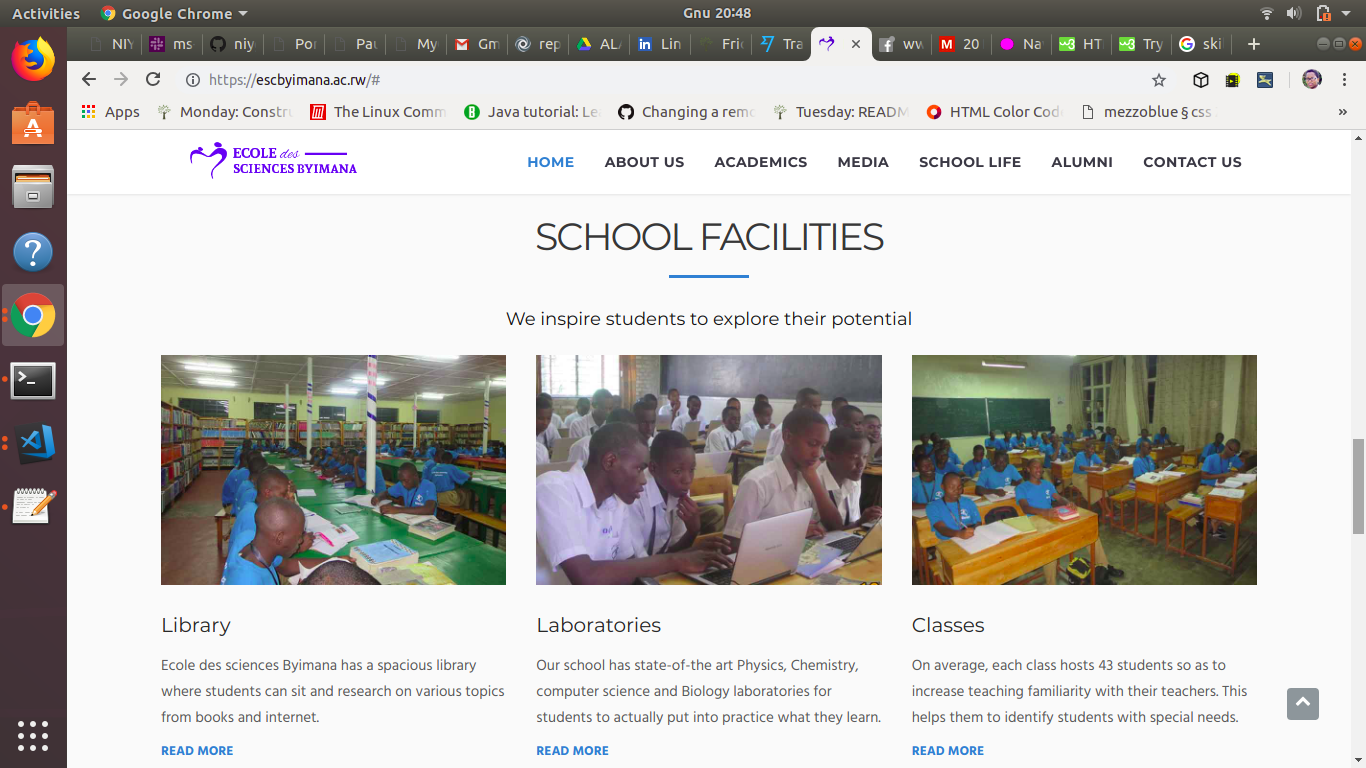 Activities Google Chrome Gnu 20:48
NIY ms niy Por Pau My Gm rep ALA Lin Fric Tra ww 20 Na HT Try ski
https://escbyimana.ac.rw/#
Apps Monday: Constru The Linux Comm Java tutorial: Le Changing a remo Tuesday: READM HTML Color Cod mezzoblue § css »
ECOLE des
SCIENCES BYIMANA
HOME ABOUT US ACADEMICS MEDIA SCHOOL LIFE ALUMNI CONTACT US
SCHOOL FACILITIES
We inspire students to explore their potential
Library
Ecole des sciences Byimana has a spacious library
where students can sit and research on various topics
from books and internet.
READ MORE
Laboratories
Our school has state-of-the art Physics, Chemistry,
computer science and Biology laboratories for
students to actually put into practice what they learn.
READ MORE
Classes
On average, each class hosts 43 students so as to
increase teaching familiarity with their teachers. This
helps them to identify students with special needs.
READ MORE